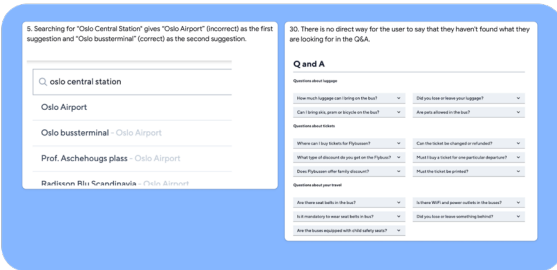 5. Searching for "Oslo Central Station" gives "Oslo Airport" (incorrect) as the first
suggestion and "Oslo bussterminal" (correct) as the second suggestion.
oslo central station
Oslo Airport
Oslo bussterminal - Oslo Airport
Prof. Aschehougs plass - Oslo Airport
Radisson Blu Scandinavia - Oslo Airport
30. There is no direct way for the user to say that they haven't found what they
are looking for in the Q&A.
Q and A
Questions about luggage
How much luggage can I bring on the bus?
Did you lose or leave your luggage?
Can I bring skis, pram or bicycle on the bus?
Are pets allowed in the bus?
Questions about tickets
Where can I buy tickets for Flybussen?
Can the ticket be changed or refunded?
What type of discount do you get on the Flybus?
Must I buy a ticket for one particular departure?
Does Flybussen offer family discount?
Must the ticket be printed?
Questions about your travel
Are there seat belts in the bus?
Is there WiFi and power outlets in the buses?
Is it mandatory to wear seat belts in bus?
Did you lose or leave something behind?
Are the buses equipped with child safety seats?